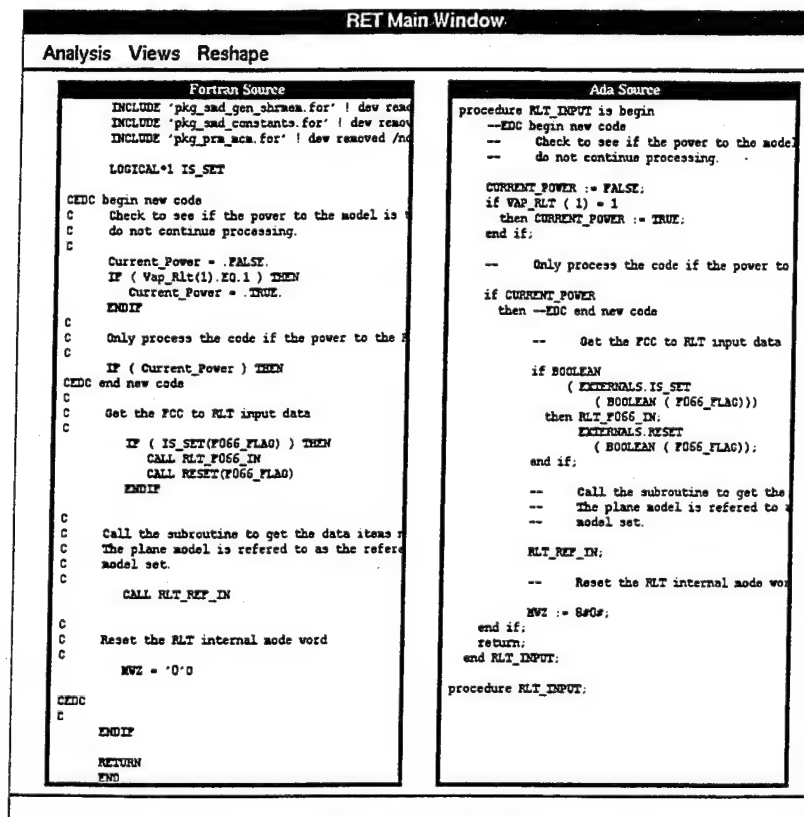 RET Main Window
Analysis Views Reshape
Fortran Source
INCLUDE 'pkg_smd_gen_shrmem.for' ! dew
INCLUDE 'pkg_smd_constants.for' ! dew
INCLUDE 'pkg_prm_mcm.for' ! dew removed
LOGICAL*1 IS_SET
CEDC begin new code
C Check to see if the power to the model is
C do not continue processing.
C
Current_Power = .FALSE.
IF ( Vap_Rlt(1).EQ.1 ) THEN
Current_Power = .TRUE.
ENDIF
C
C Only process the code if the power to the
C
IF ( Current_Power ) THEN
CEDC end new code
C
C Get the FCC to RLT input data
C
IF ( IS_SET(F066_FLAG) ) THEN
CALL RLT_F066_IN
CALL RESET(F066_FLAG)
ENDIF
C
C Call the subroutine to get the data items
C The plane model is refered to as the
C model set.
C
CALL RLT_REF_IN
C
C Reset the RLT internal mode word
C
MWZ = '0'O
CEDC
C
ENDIF
RETURN
END
Ada Source
procedure RLT_INPUT is begin
--EDC begin new code
-- Check to see if the power to the model
-- do not continue processing.
CURRENT_POWER := FALSE;
if VAP_RLT ( 1) = 1
then CURRENT_POWER := TRUE;
end if;
-- Only process the code if the power to
if CURRENT_POWER
then --EDC end new code
-- Get the FCC to RLT input data
if BOOLEAN
( EXTERNALS.IS_SET
( BOOLEAN ( F066_FLAG)))
then RLT_F066_IN;
EXTERNALS.RESET
( BOOLEAN ( F066_FLAG));
end if;
-- Call the subroutine to get the
-- The plane model is refered to
-- model set.
RLT_REF_IN;
-- Reset the RLT internal mode
MWZ := 8#0#;
end if;
return;
end RLT_INPUT;
procedure RLT_INPUT;